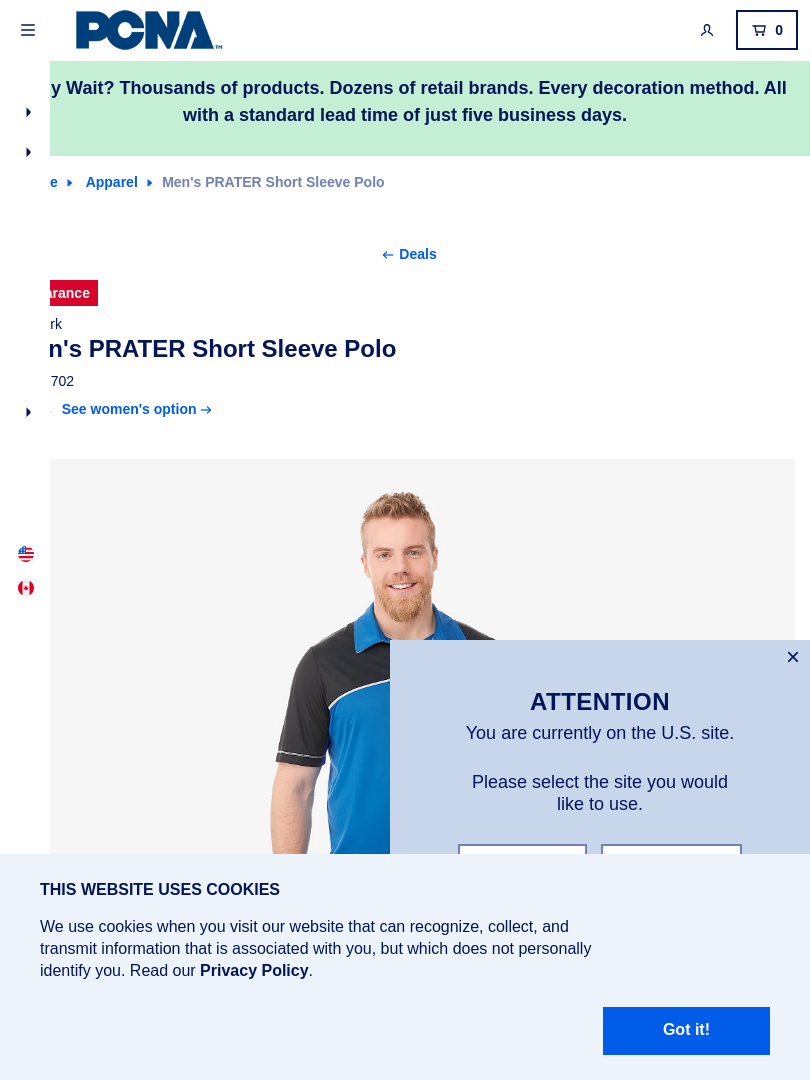 PCNA™
0
y Wait? Thousands of products. Dozens of retail brands. Every decoration method. All
with a standard lead time of just five business days.
Apparel
Men's PRATER Short Sleeve Polo
Deals
arance
rk
n's PRATER Short Sleeve Polo
702
See women's option
ATTENTION
You are currently on the U.S. site.
Please select the site you would
like to use.
THIS WEBSITE USES COOKIES
We use cookies when you visit our website that can recognize, collect, and
transmit information that is associated with you, but which does not personally
identify you. Read our Privacy Policy.
Got it!